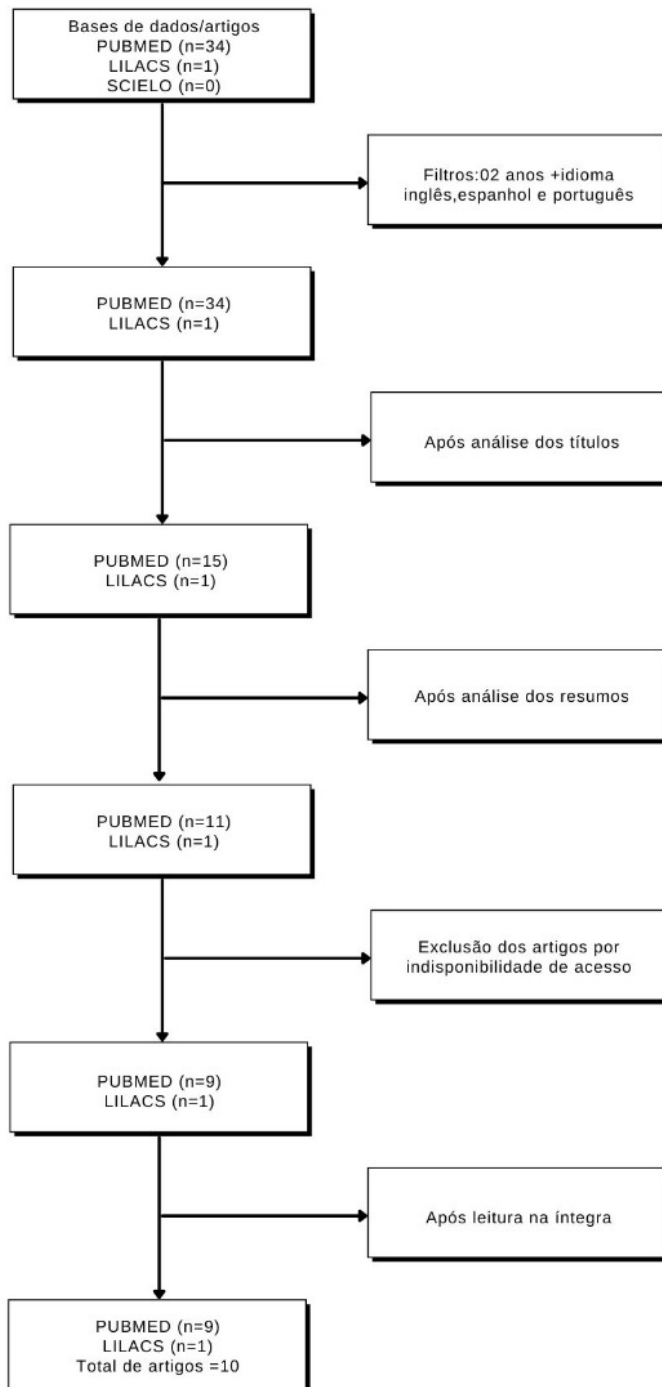 Bases de dados/artigos
PUBMED (n=34)
LILACS (n=1)
SCIELO (n=0)
Filtros:02 anos +idioma
inglês,espanhol e português
PUBMED (n=34)
LILACS (n=1)
Após análise dos títulos
PUBMED (n=15)
LILACS (n=1)
Após análise dos resumos
PUBMED (n=11)
LILACS (n=1)
Exclusão dos artigos por
indisponibilidade de acesso
PUBMED (n=9)
LILACS (n=1)
Após leitura na íntegra
PUBMED (n=9)
LILACS (n=1)
Total de artigos =10